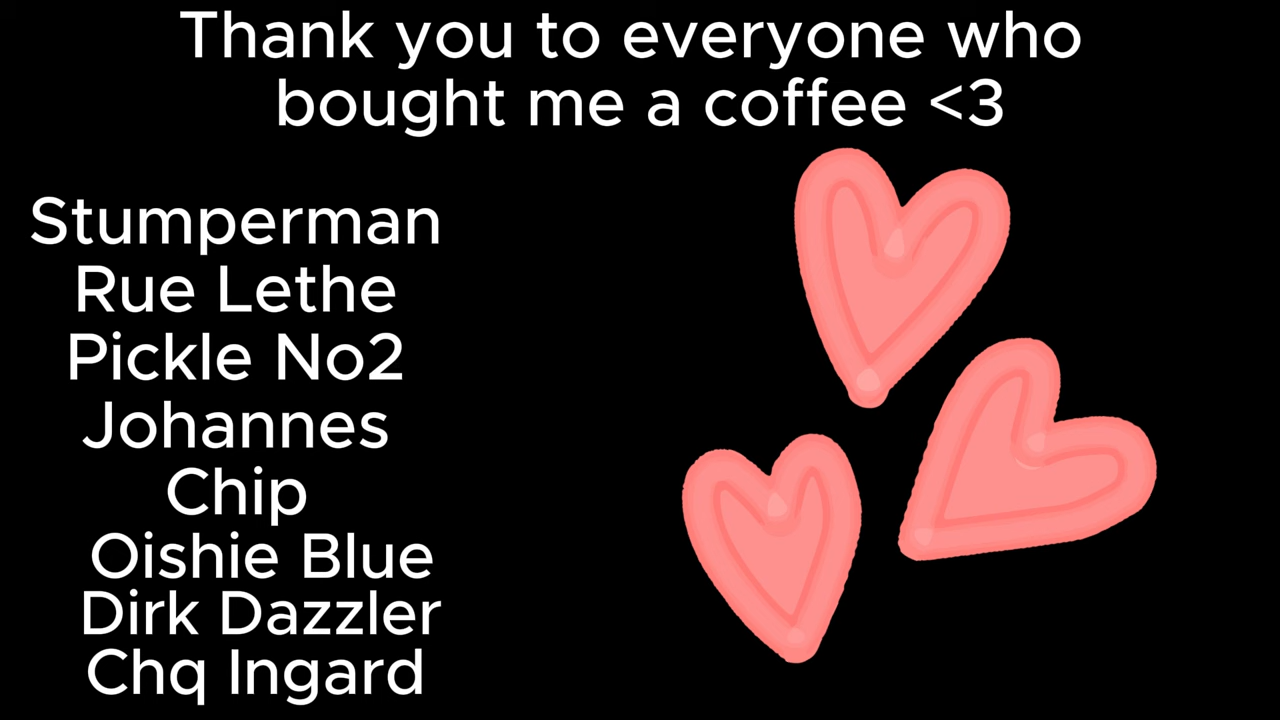 Thank you to everyone who
bought me a coffee <3
Stumperman
Rue Lethe
Pickle No2
Johannes
Chip
Oishie Blue
Dirk Dazzler
Chq Ingard